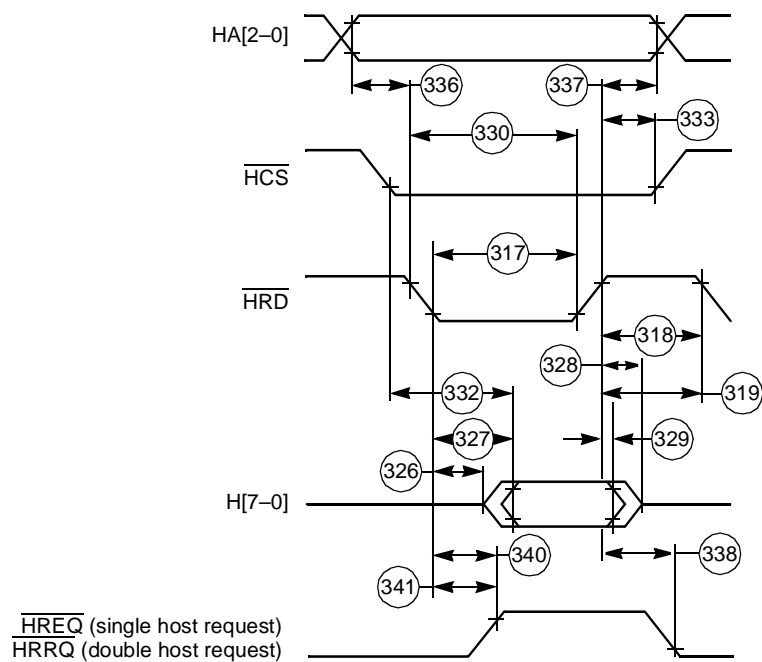 HA[2–0]
336
337
333
330
HCS
317
HRD
318
328
332
319
327
329
326
H[7–0]
340
338
341
HREQ (single host request)
HRRQ (double host request)